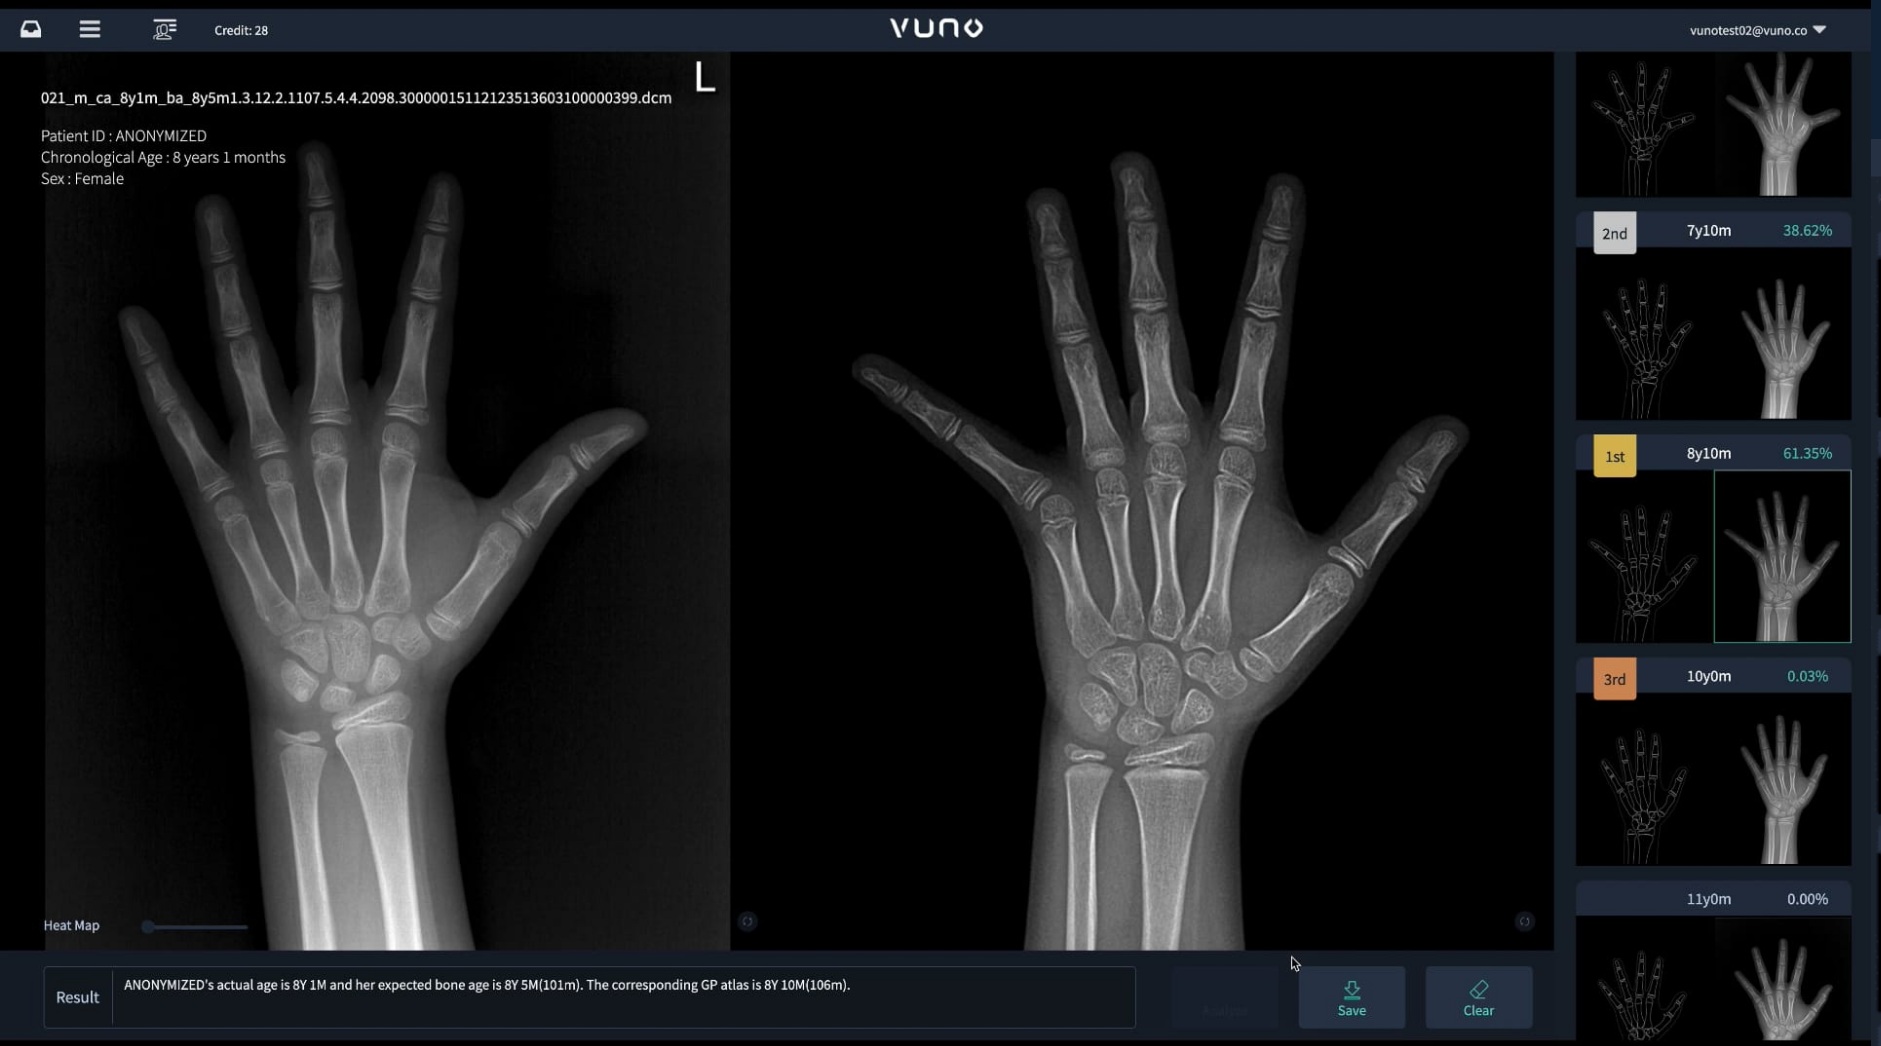 Credit: 28
VUNO
vunotest02@vuno.co
L
021_m_ca_8y1m_ba_8y5m1.3.12.2.1107.5.4.4.2098.30000015112123513603100000399.dcm
Patient ID : ANONYMIZED
Chronological Age : 8 years 1 months
Sex : Female
2nd 7y10m 38.62%
1st 8y10m 61.35%
3rd 10y0m 0.03%
11y0m 0.00%
Heat Map
Result
ANONYMIZED's actual age is 8Y 1M and her expected bone age is 8Y 5M(101m). The corresponding GP atlas is 8Y 10M(106m).
Save
Clear